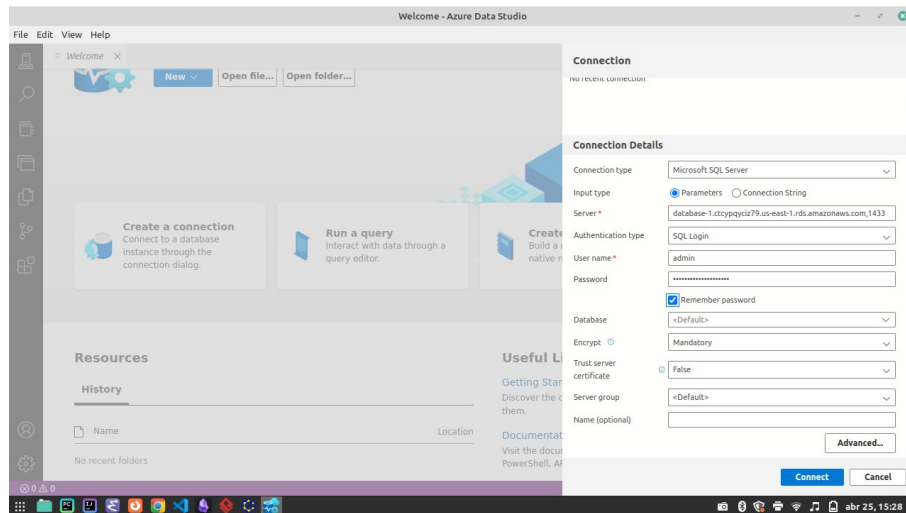 Welcome - Azure Data Studio
File Edit View Help
Welcome
New
Open file...
Open folder...
Create a connection
Connect to a database
instance through the
connection dialog.
Run a query
Interact with data through a
query editor.
Create
Build a
native n
Resources
History
Name
Location
No recent folders
Useful Li
Getting Star
Discover the c
them.
Documentat
Visit the docu
PowerShell, AP
Connection
No recent connection
Connection Details
Connection type Microsoft SQL Server
Input type Parameters Connection String
Server * database-1.ctcypqyciz79.us-east-1.rds.amazonaws.com,1433
Authentication type SQL Login
User name * admin
Password ••••••••••••••••••••
Remember password
Database <Default>
Encrypt Mandatory
Trust server
certificate False
Server group <Default>
Name (optional)
Advanced...
Connect Cancel
0 0
abr 25, 15:28